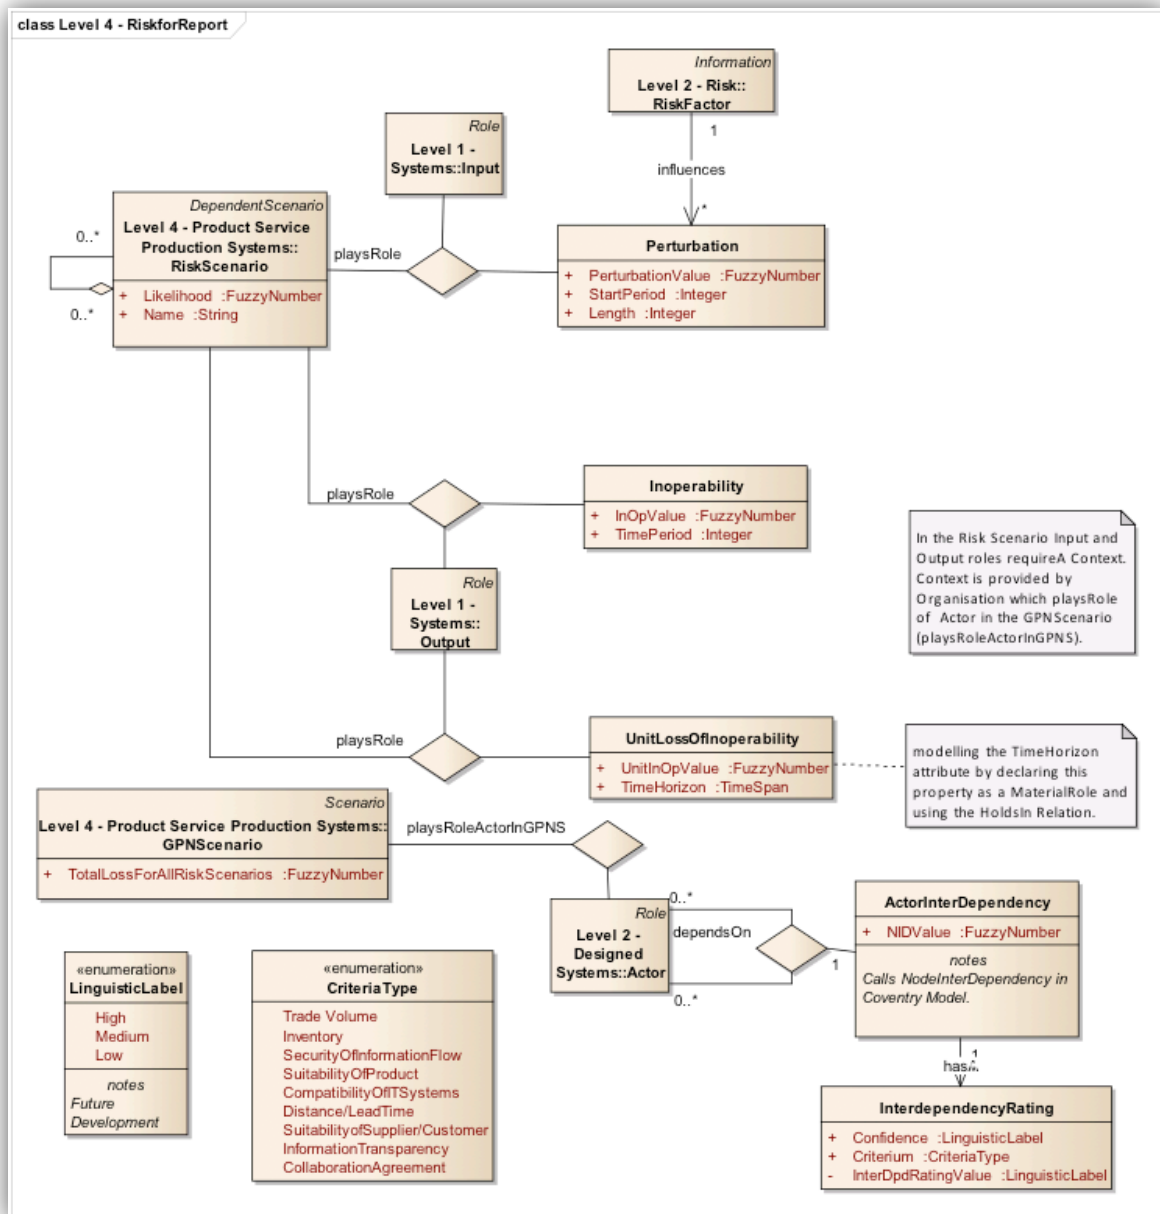 class Level 4 - RiskforReport
Information
Level 2 - Risk::
RiskFactor
1
influences
*
Role
Level 1 -
Systems::Input
DependentScenario
Level 4 - Product Service
Production Systems::
RiskScenario
+ Likelihood :FuzzyNumber
+ Name :String
0..*
0..*
playsRole
Perturbation
+ PerturbationValue :FuzzyNumber
+ StartPeriod :Integer
+ Length :Integer
playsRole
Inoperability
+ InOpValue :FuzzyNumber
+ TimePeriod :Integer
In the Risk Scenario Input and
Output roles requireA Context.
Context is provided by
Organisation which playsRole
of Actor in the GPNScenario
(playsRoleActorInGPNS).
Role
Level 1 -
Systems::
Output
playsRole
UnitLossOfInoperability
+ UnitInOpValue :FuzzyNumber
+ TimeHorizon :TimeSpan
modelling the TimeHorizon
attribute by declaring this
property as a MaterialRole and
using the HoldsIn Relation.
Scenario
Level 4 - Product Service Production Systems::
GPNScenario
+ TotalLossForAllRiskScenarios :FuzzyNumber
playsRoleActorInGPNS
Role
Level 2 -
Designed
Systems::Actor
0..*
dependsOn
0..*
1
ActorInterDependency
+ NIDValue :FuzzyNumber
notes
Calls NodeInterDependency in
Coventry Model.
1
InterdependencyRating
+ Confidence :LinguisticLabel
+ Criterium :CriteriaType
- InterDpdRatingValue :LinguisticLabel
«enumeration»
LinguisticLabel
High
Medium
Low
notes
Future
Development
«enumeration»
CriteriaType
Trade Volume
Inventory
SecurityOfInformationFlow
SuitabilityOfProduct
CompatibilityOfITSystems
Distance/LeadTime
SuitabilityofSupplier/Customer
InformationTransparency
CollaborationAgreement